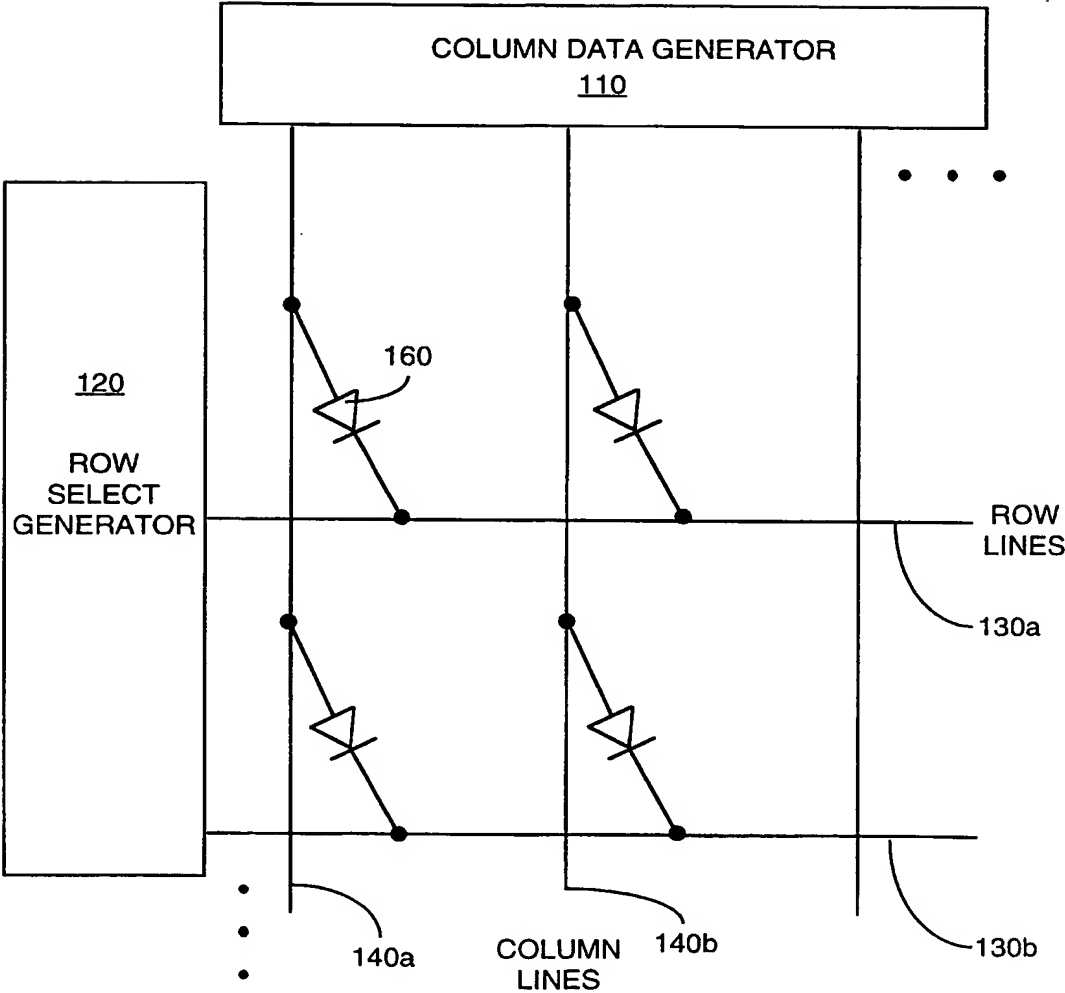 COLUMN DATA GENERATOR
110
120
ROW
SELECT
GENERATOR
160
ROW
LINES
130a
130b
140a
COLUMN
LINES
140b